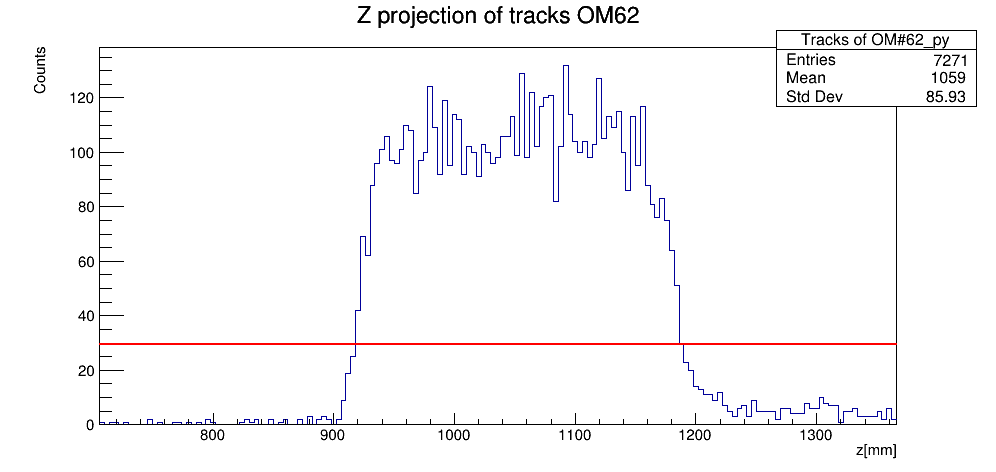 Z projection of tracks OM62
Tracks of OM#62_py
Entries 7271
Mean 1059
Std Dev 85.93
Counts
120
100
80
60
40
20
0
800 900 1000 1100 1200 1300
z[mm]